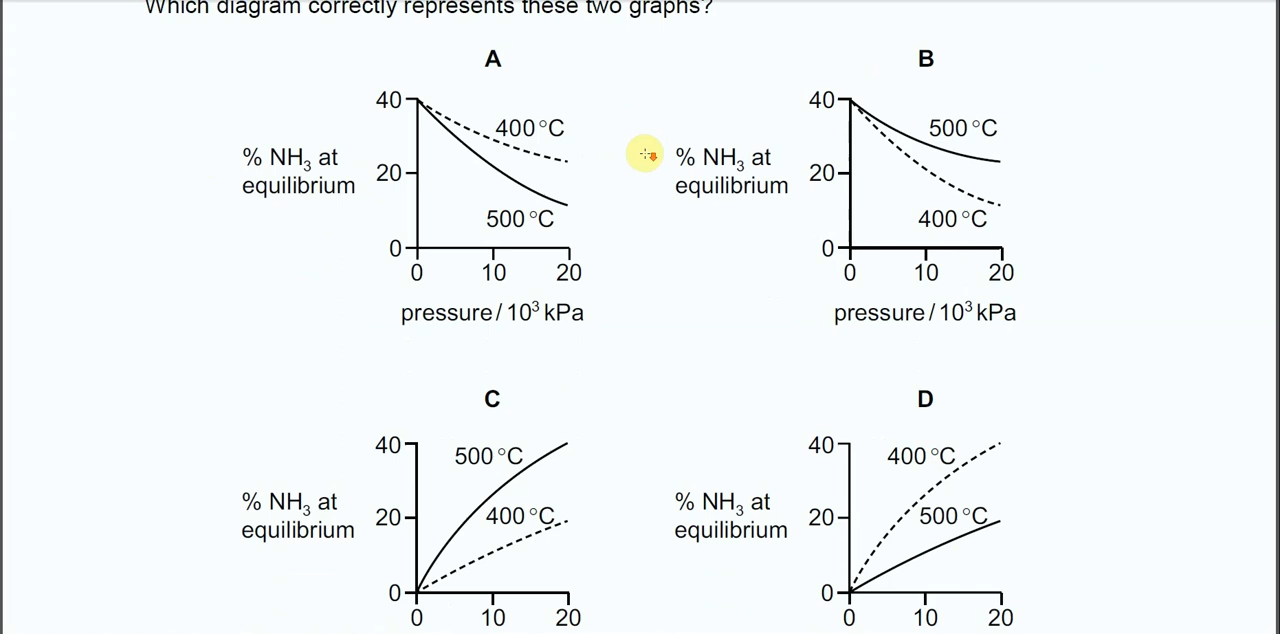 Which diagram correctly represents these two graphs?
A
B
40
400 °C
% NH3 at
equilibrium
20
500 °C
0
0 10 20
pressure / 10³ kPa
40
500 °C
% NH3 at
equilibrium
20
400 °C
0
0 10 20
pressure / 10³ kPa
C
D
40
500 °C
% NH3 at
equilibrium
20
400 °C
0
0 10 20
40
400 °C
% NH3 at
equilibrium
20
500 °C
0
0 10 20